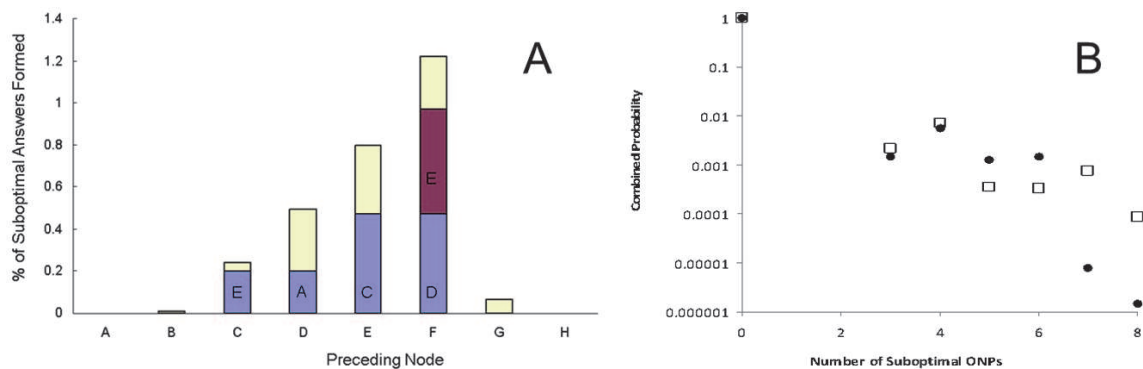 A
% of Suboptimal Answers Formed
1.4
1.2
1
0.8
0.6
0.4
0.2
0
E
A
C
E
D
A B C D E F G H
Preceding Node
B
Combined Probability
1
0.1
0.01
0.001
0.0001
0.00001
0.000001
0 2 4 6 8
Number of Suboptimal ONPs